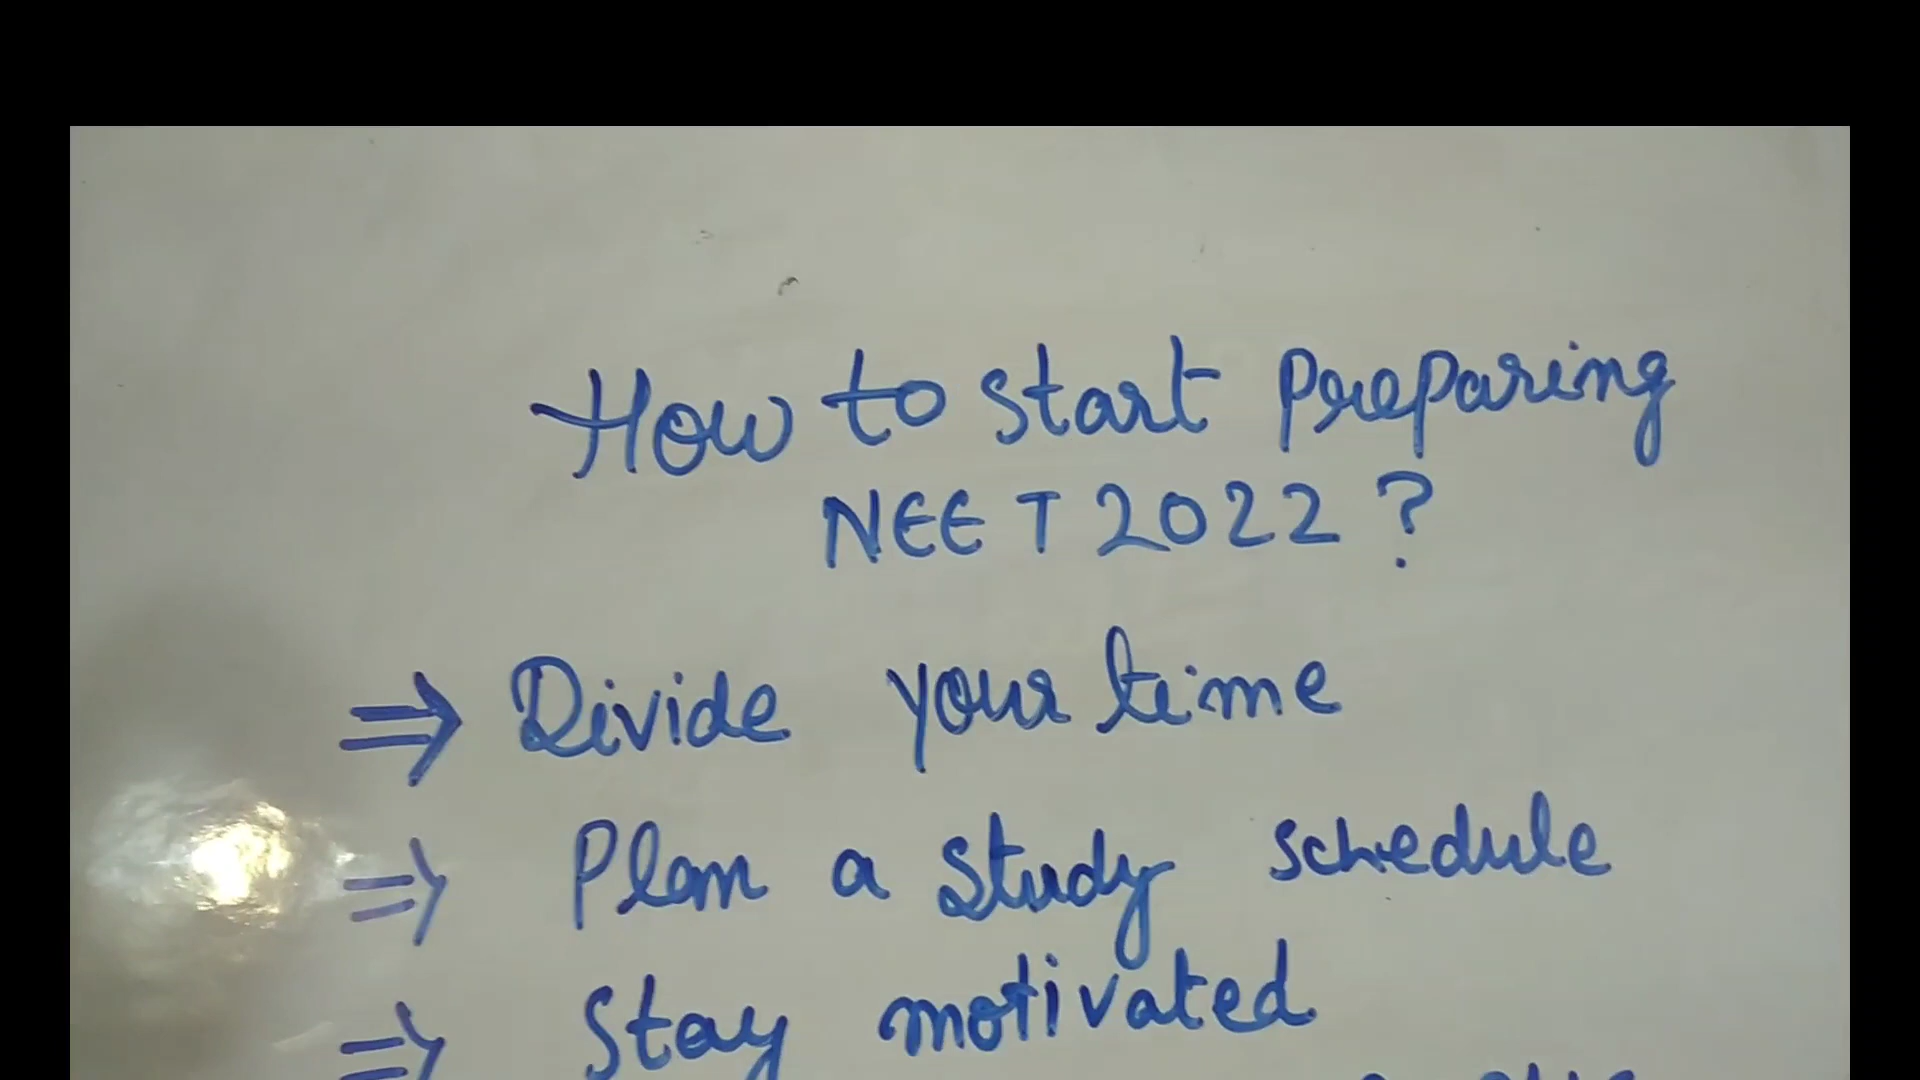 How to start preparing
NEET 2022 ?
⇒ Divide your time
⇒ Plan a study schedule
⇒ Stay motivated